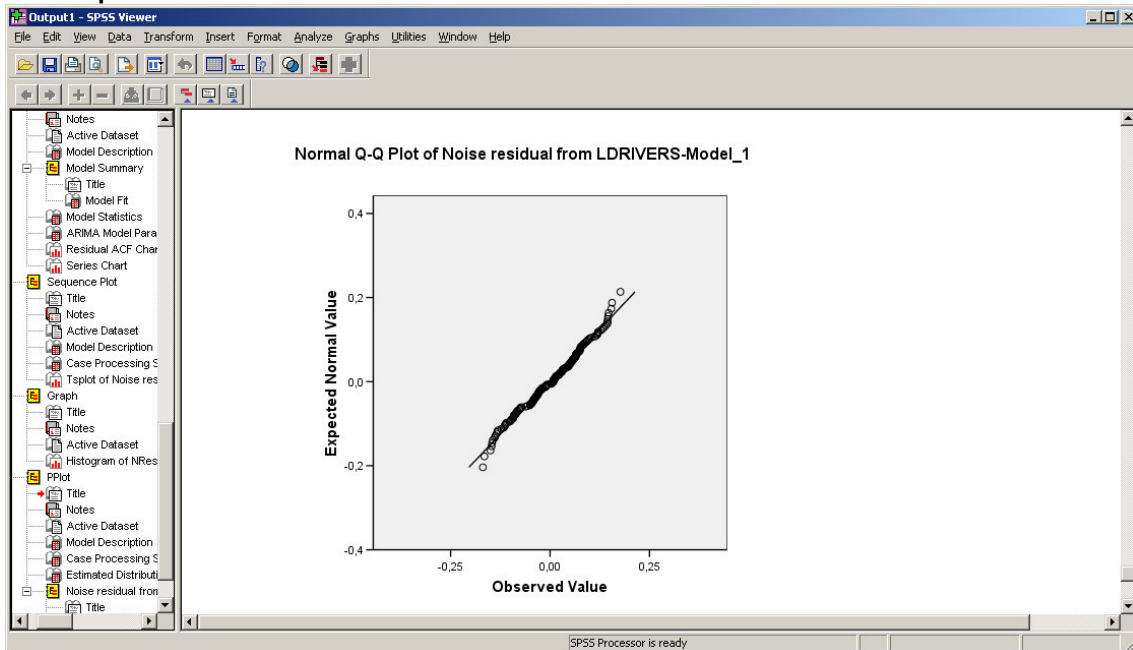 Output1 - SPSS Viewer
File Edit View Data Transform Insert Format Analyze Graphs Utilities Window Help
Notes
Active Dataset
Model Description
Model Summary
Title
Model Fit
Model Statistics
ARIMA Model Para
Residual ACF Char
Series Chart
Sequence Plot
Title
Notes
Active Dataset
Model Description
Case Processing S
Tsplot of Noise res
Graph
Title
Notes
Active Dataset
Histogram of NRes
PPlot
Title
Notes
Active Dataset
Model Description
Case Processing S
Estimated Distributi
Noise residual from
Title
Normal Q-Q Plot of Noise residual from LDRIVERS-Model_1
Expected Normal Value
0,4
0,2
0,0
-0,2
-0,4
-0,25 0,00 0,25
Observed Value
SPSS Processor is ready